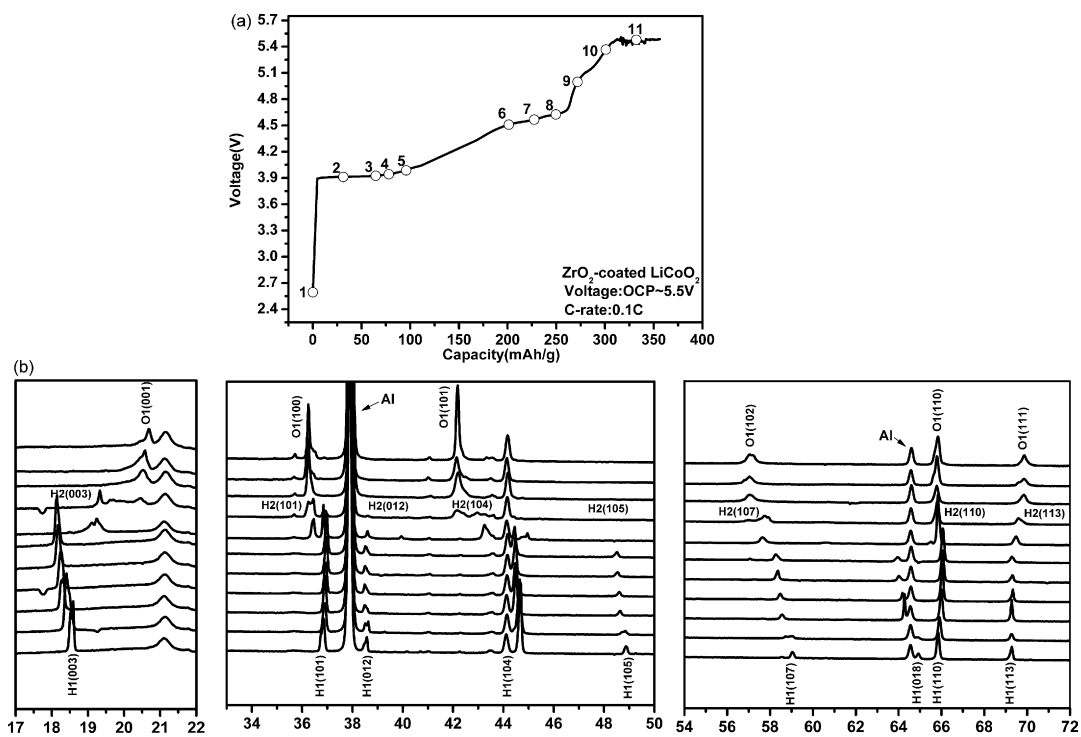 (a)
5.7
5.4
5.1
4.8
4.5
4.2
3.9
3.6
3.3
3.0
2.7
2.4
Voltage(V)
1
2
3
4
5
6
7
8
9
10
11
ZrO₂-coated LiCoO₂
Voltage:OCP~5.5V
C-rate:0.1C
0 50 100 150 200 250 300 350 400
Capacity(mAh/g)
(b)
O1(001)
H2(003)
H1(003)
17 18 19 20 21 22
O1(100)
Al
O1(101)
H2(101)
H2(012)
H2(104)
H2(105)
H1(101)
H1(012)
H1(104)
H1(105)
34 36 38 40 42 44 46 48 50
O1(102)
Al
O1(110)
O1(111)
H2(107)
H2(110)
H2(113)
H1(107)
H1(018)
H1(110)
H1(113)
54 56 58 60 62 64 66 68 70 72